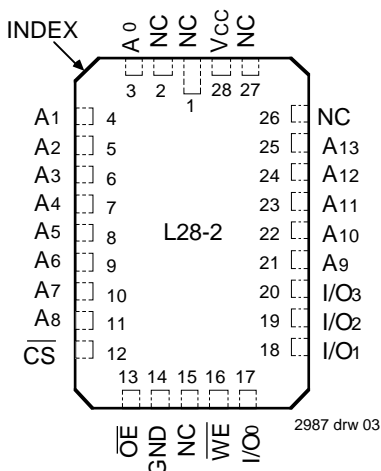 INDEX
A0 NC NC VCC NC
3 2 1 28 27
A1 4 26 NC
A2 5 25 A13
A3 6 24 A12
A4 7 23 A11
A5 8 L28-2 22 A10
A6 9 21 A9
A7 10 20 I/O3
A8 11 19 I/O2
C̅S̅ 12 18 I/O1
13 14 15 16 17
O̅E̅ GND NC W̅E̅ I/O0
2987 drw 03